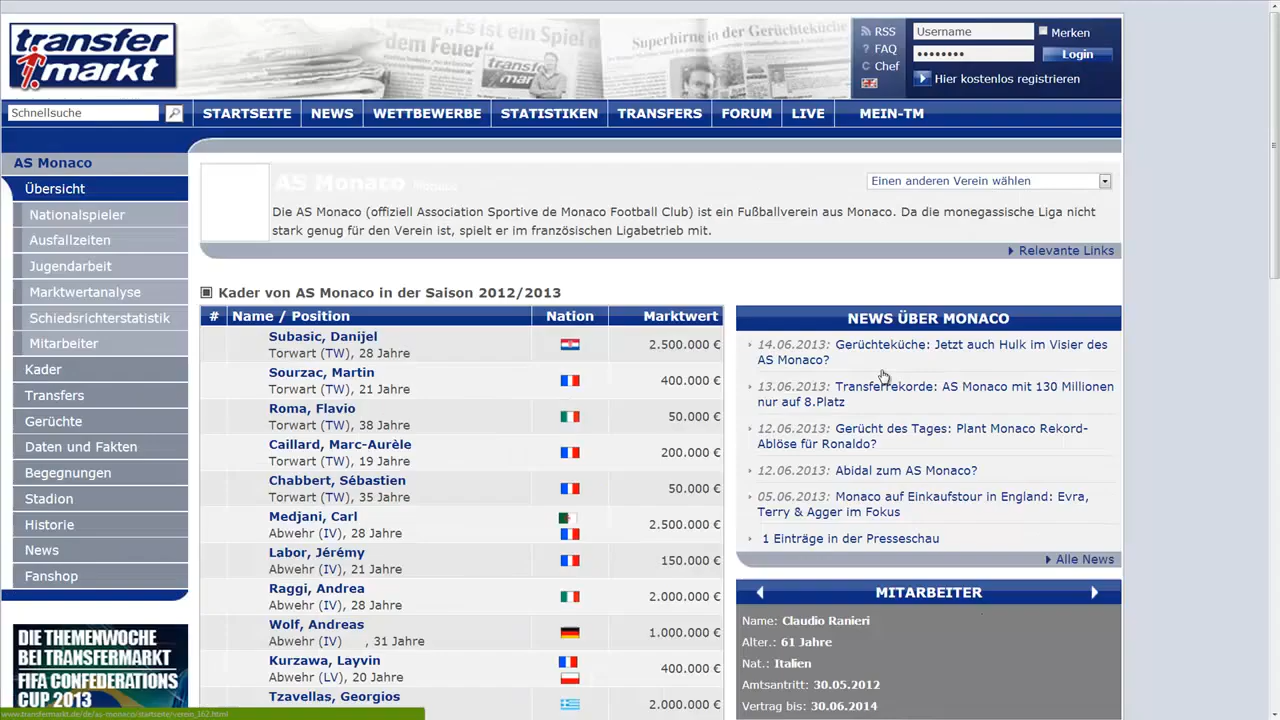 transfer
markt
"Es ist ein Spiel
dem Feuer"
Superhirne in der Gerüchteküche
transfer
RSS
FAQ
Chef
Username
Merken
••••••••
Login
Hier kostenlos registrieren
Schnellsuche
STARTSEITE
NEWS
WETTBEWERBE
STATISTIKEN
TRANSFERS
FORUM
LIVE
MEIN-TM
AS Monaco
Übersicht
Nationalspieler
Ausfallzeiten
Jugendarbeit
Marktwertanalyse
Schiedsrichterstatistik
Mitarbeiter
Kader
Transfers
Gerüchte
Daten und Fakten
Begegnungen
Stadion
Historie
News
Fanshop
DIE THEMENWOCHE
BEI TRANSFERMARKT
FIFA CONFEDERATIONS
CUP 2013
AS Monaco Monaco
Einen anderen Verein wählen
Die AS Monaco (offiziell Association Sportive de Monaco Football Club) ist ein Fußballverein aus Monaco. Da die monegassische Liga nicht
stark genug für den Verein ist, spielt er im französischen Ligabetrieb mit.
Relevante Links
Kader von AS Monaco in der Saison 2012/2013
# Name / Position Nation Marktwert
Subasic, Danijel
Torwart (TW), 28 Jahre
2.500.000 €
Sourzac, Martin
Torwart (TW), 21 Jahre
400.000 €
Roma, Flavio
Torwart (TW), 38 Jahre
50.000 €
Caillard, Marc-Aurèle
Torwart (TW), 19 Jahre
200.000 €
Chabbert, Sébastien
Torwart (TW), 35 Jahre
50.000 €
Medjani, Carl
Abwehr (IV), 28 Jahre
2.500.000 €
Labor, Jérémy
Abwehr (IV), 21 Jahre
150.000 €
Raggi, Andrea
Abwehr (IV), 28 Jahre
2.000.000 €
Wolf, Andreas
Abwehr (IV) , 31 Jahre
1.000.000 €
Kurzawa, Layvin
Abwehr (LV), 20 Jahre
400.000 €
Tzavellas, Georgios
2.000.000 €
NEWS ÜBER MONACO
14.06.2013: Gerüchteküche: Jetzt auch Hulk im Visier des
AS Monaco?
13.06.2013: Transferrekorde: AS Monaco mit 130 Millionen
nur auf 8.Platz
12.06.2013: Gerücht des Tages: Plant Monaco Rekord-
Ablöse für Ronaldo?
12.06.2013: Abidal zum AS Monaco?
05.06.2013: Monaco auf Einkaufstour in England: Evra,
Terry & Agger im Fokus
1 Einträge in der Presseschau
Alle News
MITARBEITER
Name: Claudio Ranieri
Alter.: 61 Jahre
Nat.: Italien
Amtsantritt: 30.05.2012
Vertrag bis: 30.06.2014
www.transfermarkt.de/de/as-monaco/startseite/verein_162.html